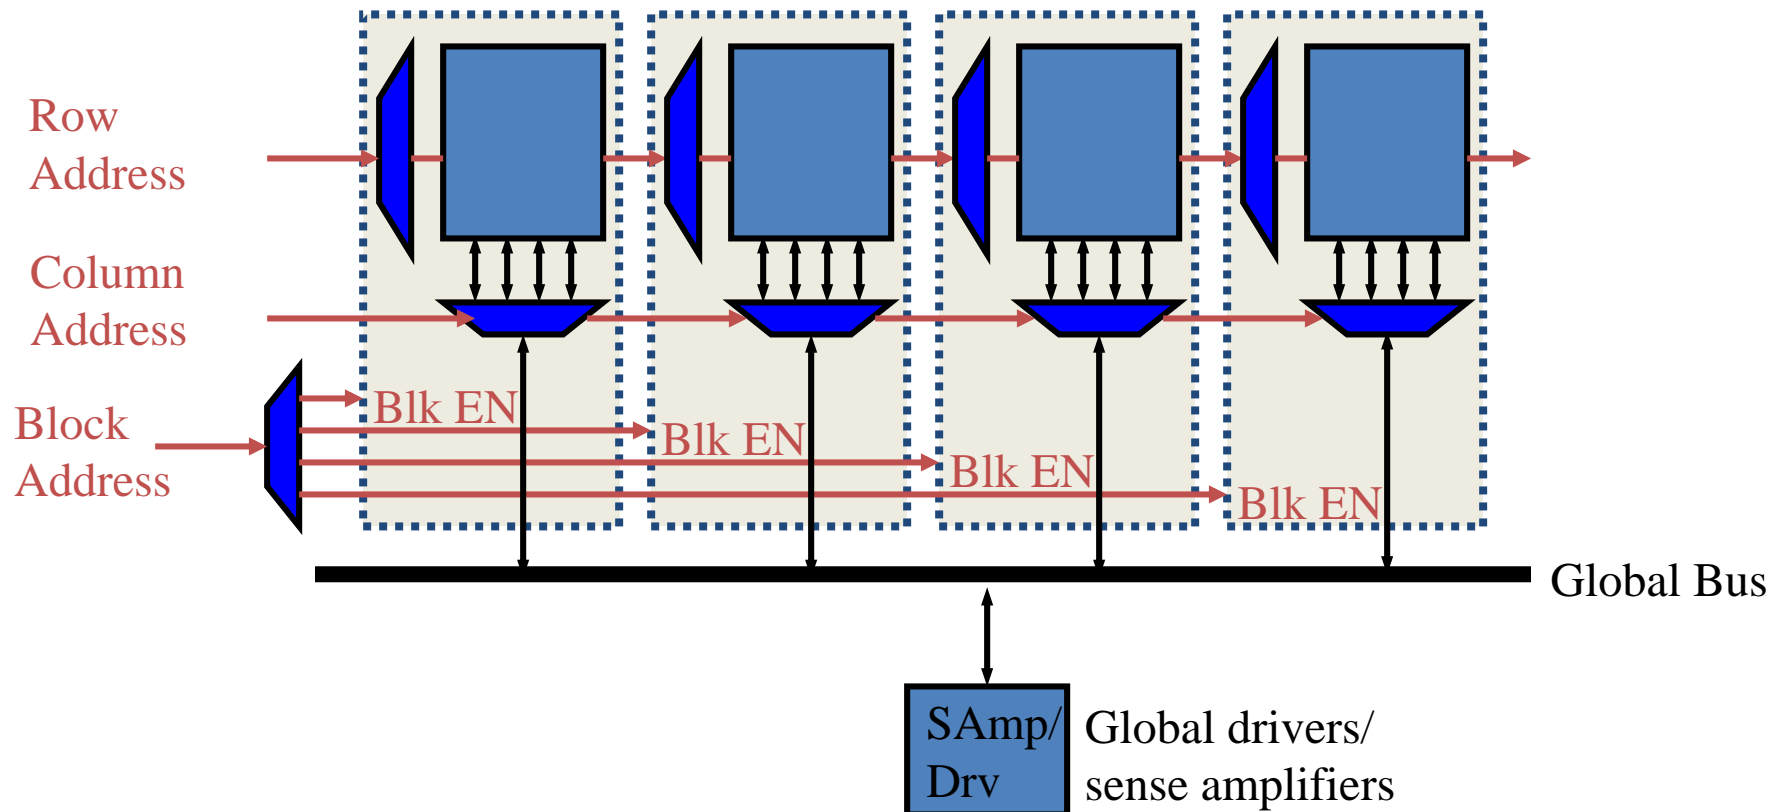 Row
Address
Column
Address
Block
Address
Blk EN
Blk EN
Blk EN
Blk EN
Global Bus
SAmp/
Drv
Global drivers/
sense amplifiers